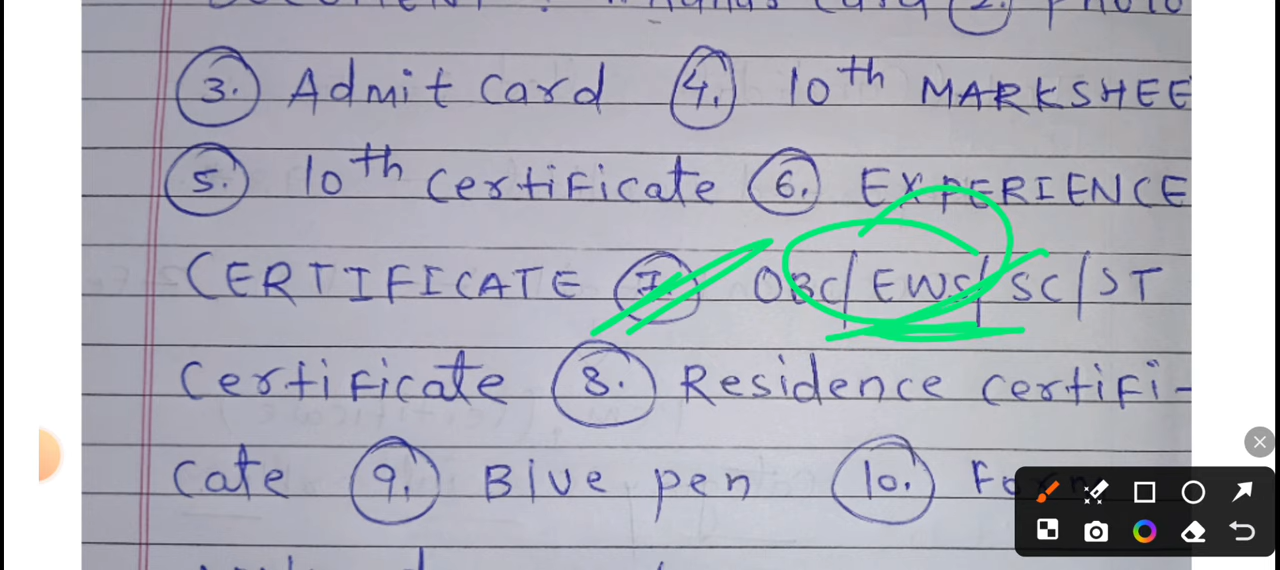 3. Admit card 4. 10th MARKSHEE
5. 10th certificate 6. EXPERIENCE
CERTIFICATE 7. OBC/EWS/SC/ST
Certificate 8. Residence certifi-
cate 9. Blue pen 10.